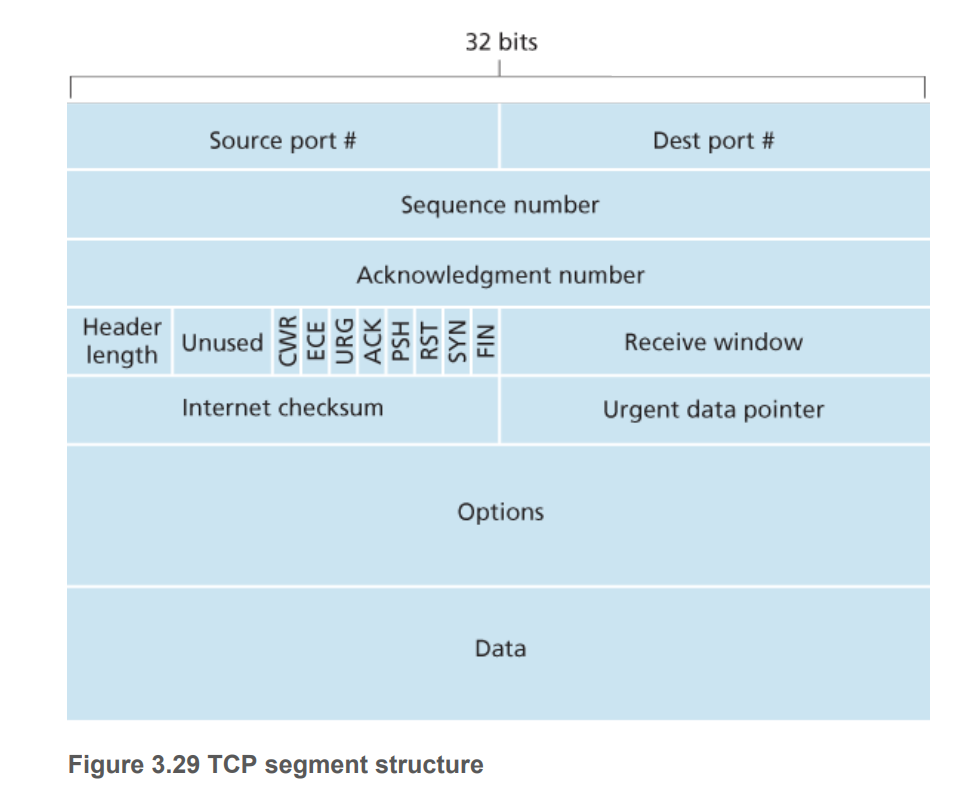 32 bits
Source port # Dest port #
Sequence number
Acknowledgment number
Header
length
Unused
CWR
ECE
URG
ACK
PSH
RST
SYN
FIN
Receive window
Internet checksum Urgent data pointer
Options
Data
Figure 3.29 TCP segment structure